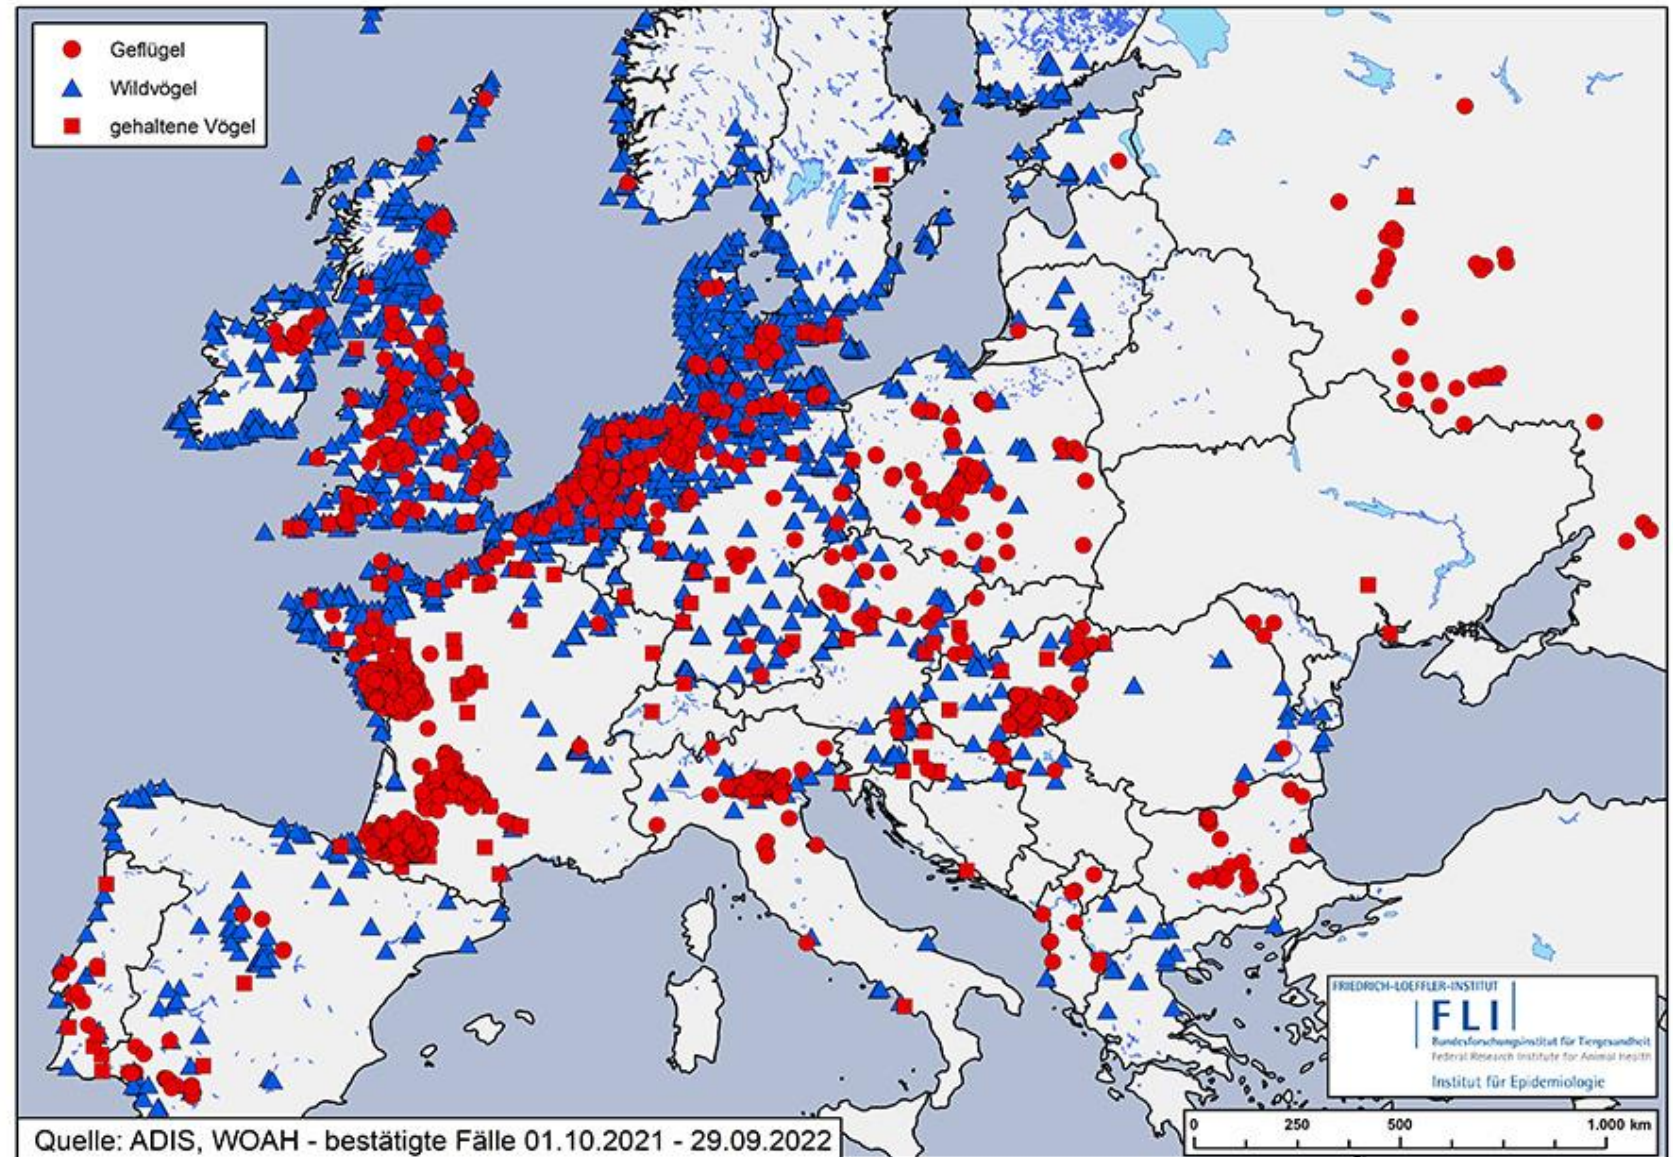 Geflügel
Wildvögel
gehaltene Vögel
FRIEDRICH-LOEFFLER-INSTITUT
FLI
Bundesforschungsinstitut für Tiergesundheit
Federal Research Institute for Animal Health
Institut für Epidemiologie
0 250 500 1.000 km
Quelle: ADIS, WOAH - bestätigte Fälle 01.10.2021 - 29.09.2022